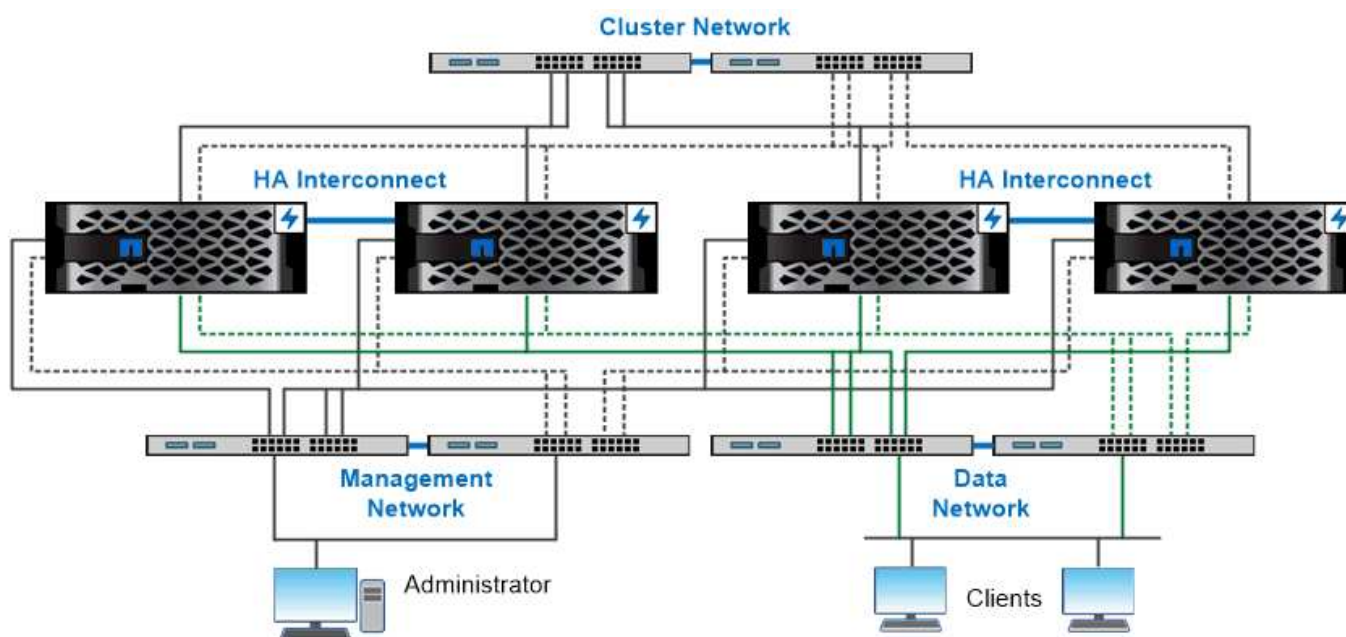 Cluster Network
HA Interconnect
HA Interconnect
Management
Network
Data
Network
Administrator
Clients